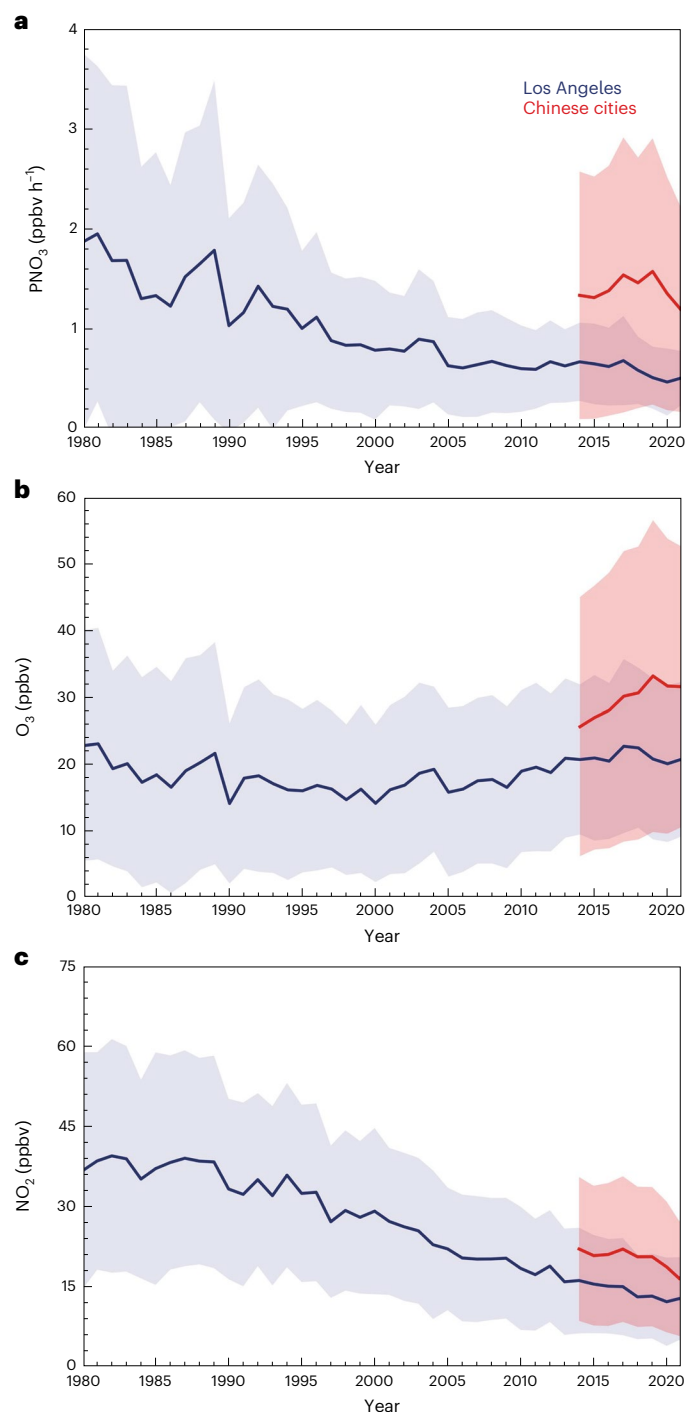 a
4
3
2
1
0
PNO₃ (ppbv h⁻¹)
Los Angeles
Chinese cities
1980 1985 1990 1995 2000 2005 2010 2015 2020
Year
b
60
50
40
30
20
10
0
O₃ (ppbv)
1980 1985 1990 1995 2000 2005 2010 2015 2020
Year
c
75
60
45
30
15
0
NO₂ (ppbv)
1980 1985 1990 1995 2000 2005 2010 2015 2020
Year